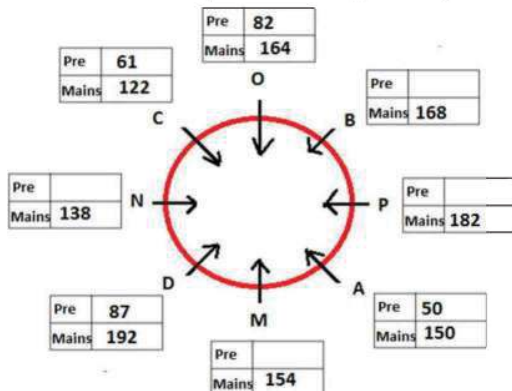 Pre 82
Mains 164
O
Pre 61
Mains 122
C
Pre
Mains 168
B
Pre
Mains 138
N
Pre
Mains 182
P
Pre 87
Mains 192
D
Pre 50
Mains 150
A
M
Pre
Mains 154